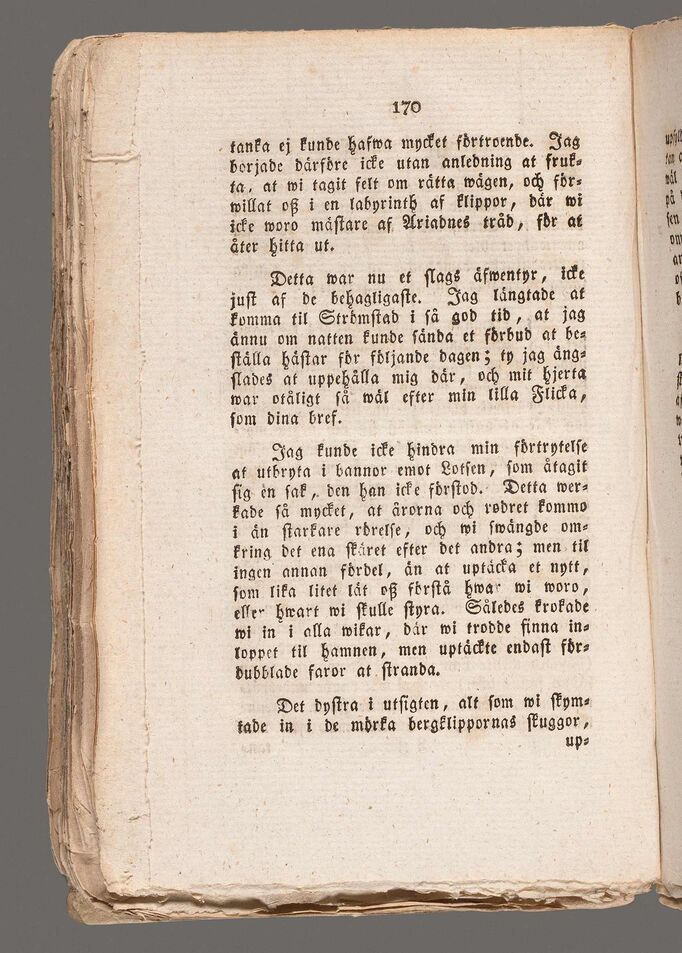 170
tanka ej kunde hafwa mycket förtroende. Jag
började därföre icke utan anledning at fruk-
ta, at wi tagit felt om rätta wägen, och för-
willat oß i en labyrinth af klippor, där wi
icke woro mästare af Ariadnes tråd, för at
åter hitta ut.
Detta war nu et slags äfwentyr, icke
just af de behagligaste. Jag längtade at
komma til Strömstad i så god tid, at jag
ännu om natten kunde sända et förbud at be-
ställa hästar för följande dagen; ty jag äng-
slades at uppehålla mig där, och mit hjerta
war otåligt så wäl efter min lilla Flicka,
som dina bref.
Jag kunde icke hindra min förtrytelse
at utbryta i bannor emot Lotsen, som åtagit
sig en sak, den han icke förstod. Detta wer-
kade så mycket, at årorna och rodret kommo
i än starkare rörelse, och wi swängde om-
kring det ena skäret efter det andra; men til
ingen annan fördel, än at uptäcka et nytt,
som lika litet lät oß förstå hwar wi woro,
eller hwart wi skulle styra. Således krokade
wi in i alla wikar, där wi trodde finna in-
loppet til hamnen, men uptäckte endast för-
dubblade faror at stranda.
Det dystra i utsigten, alt som wi skym-
tade in i de mörka bergklippornas skuggor,
up-